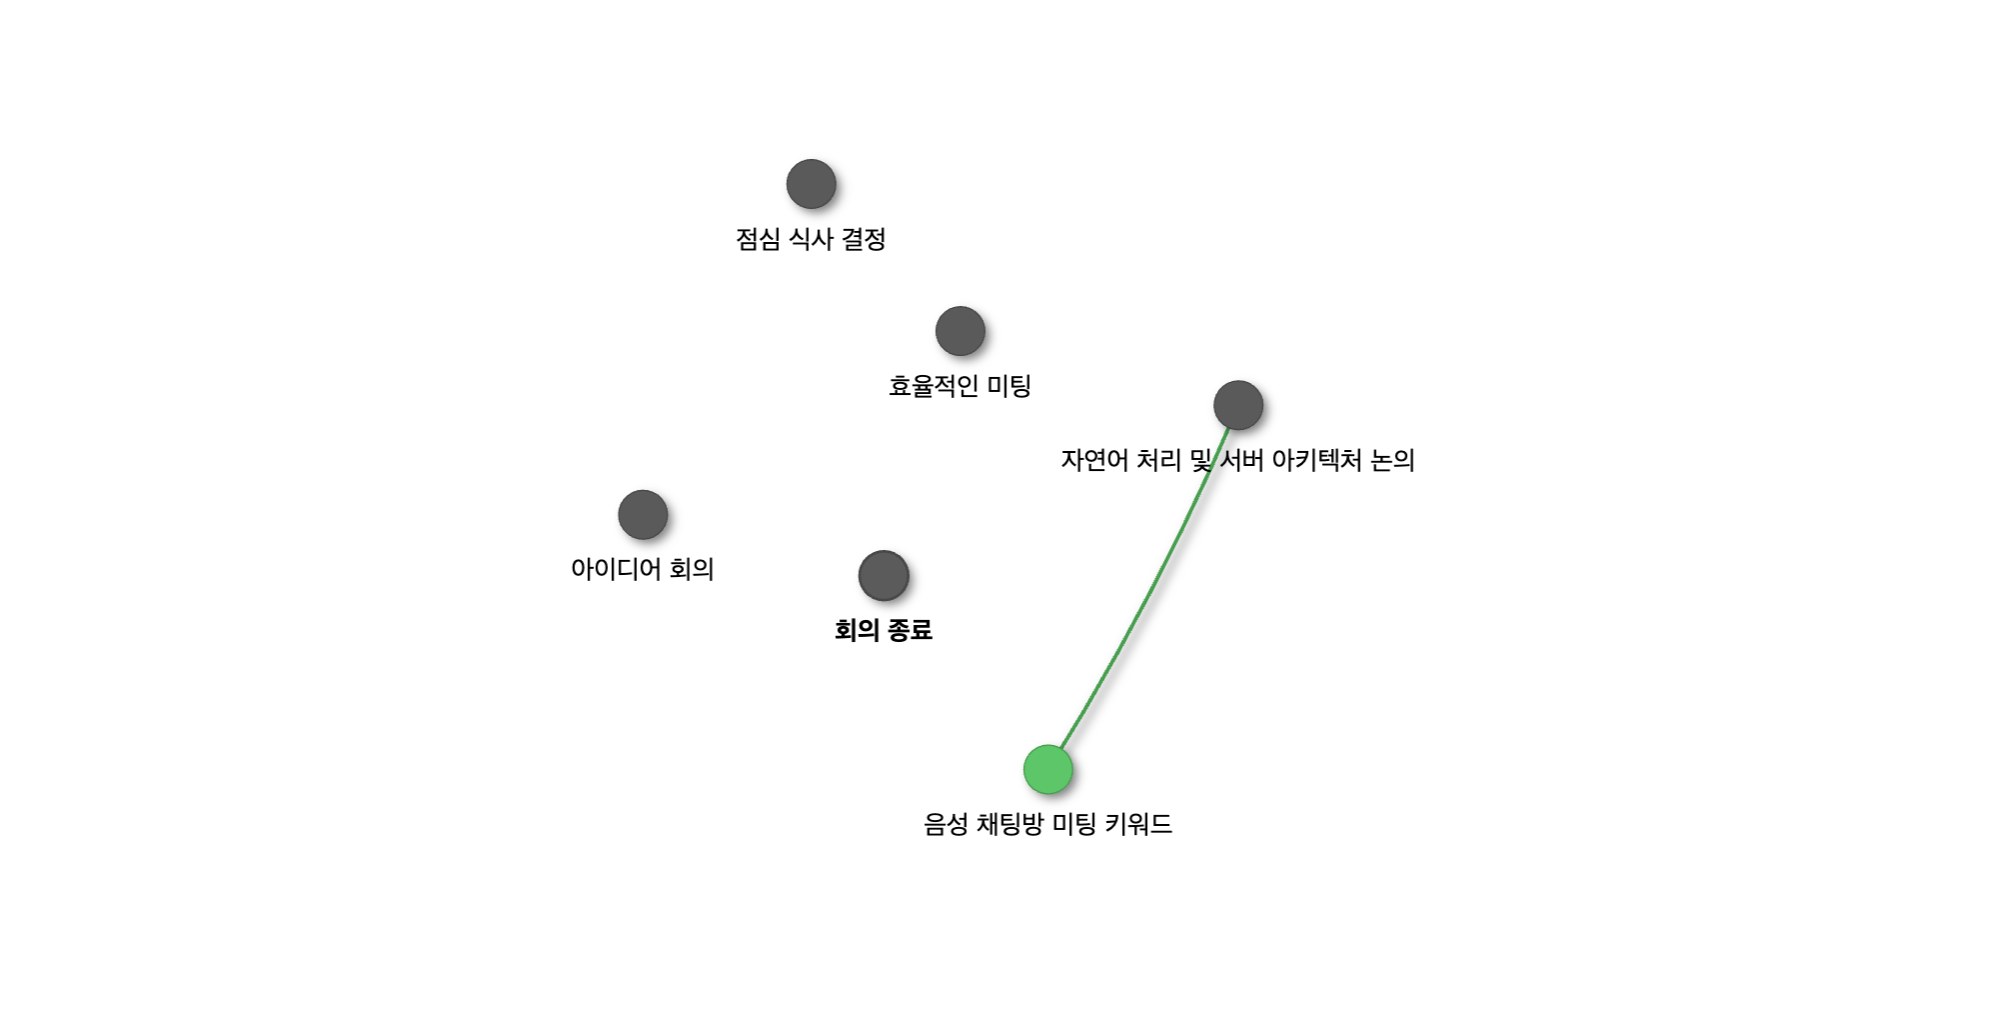 점심 식사 결정
효율적인 미팅
자연어 처리 및 서버 아키텍처 논의
아이디어 회의
회의 종료
음성 채팅방 미팅 키워드